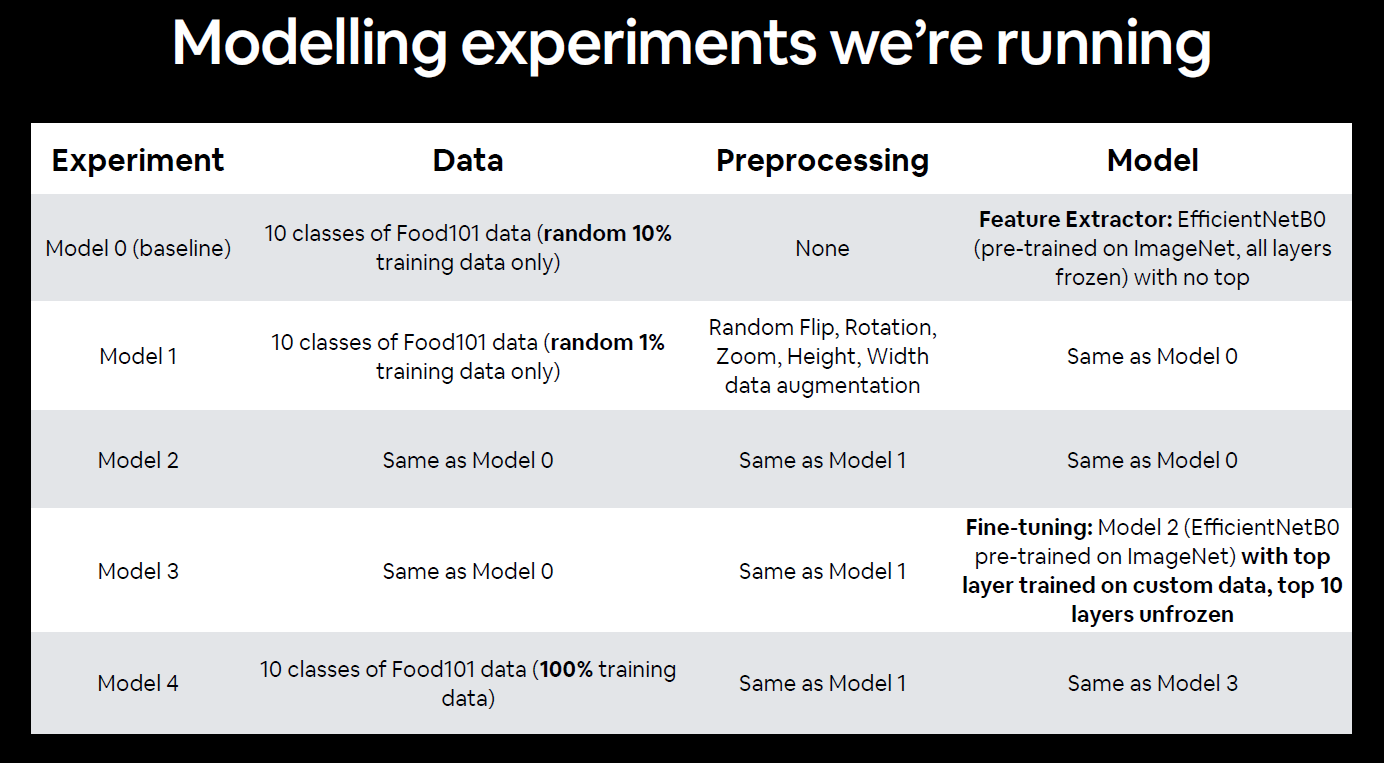 Modelling experiments we’re running
Experiment
Data
Preprocessing
Model
Model 0 (baseline)
10 classes of Food101 data (random 10%
training data only)
None
Feature Extractor: EfficientNetB0
(pre-trained on ImageNet, all layers
frozen) with no top
Model 1
10 classes of Food101 data (random 1%
training data only)
Random Flip, Rotation,
Zoom, Height, Width
data augmentation
Same as Model 0
Model 2
Same as Model 0
Same as Model 1
Same as Model 0
Model 3
Same as Model 0
Same as Model 1
Fine-tuning: Model 2 (EfficientNetB0
pre-trained on ImageNet) with top
layer trained on custom data, top 10
layers unfrozen
Model 4
10 classes of Food101 data (100% training
data)
Same as Model 1
Same as Model 3